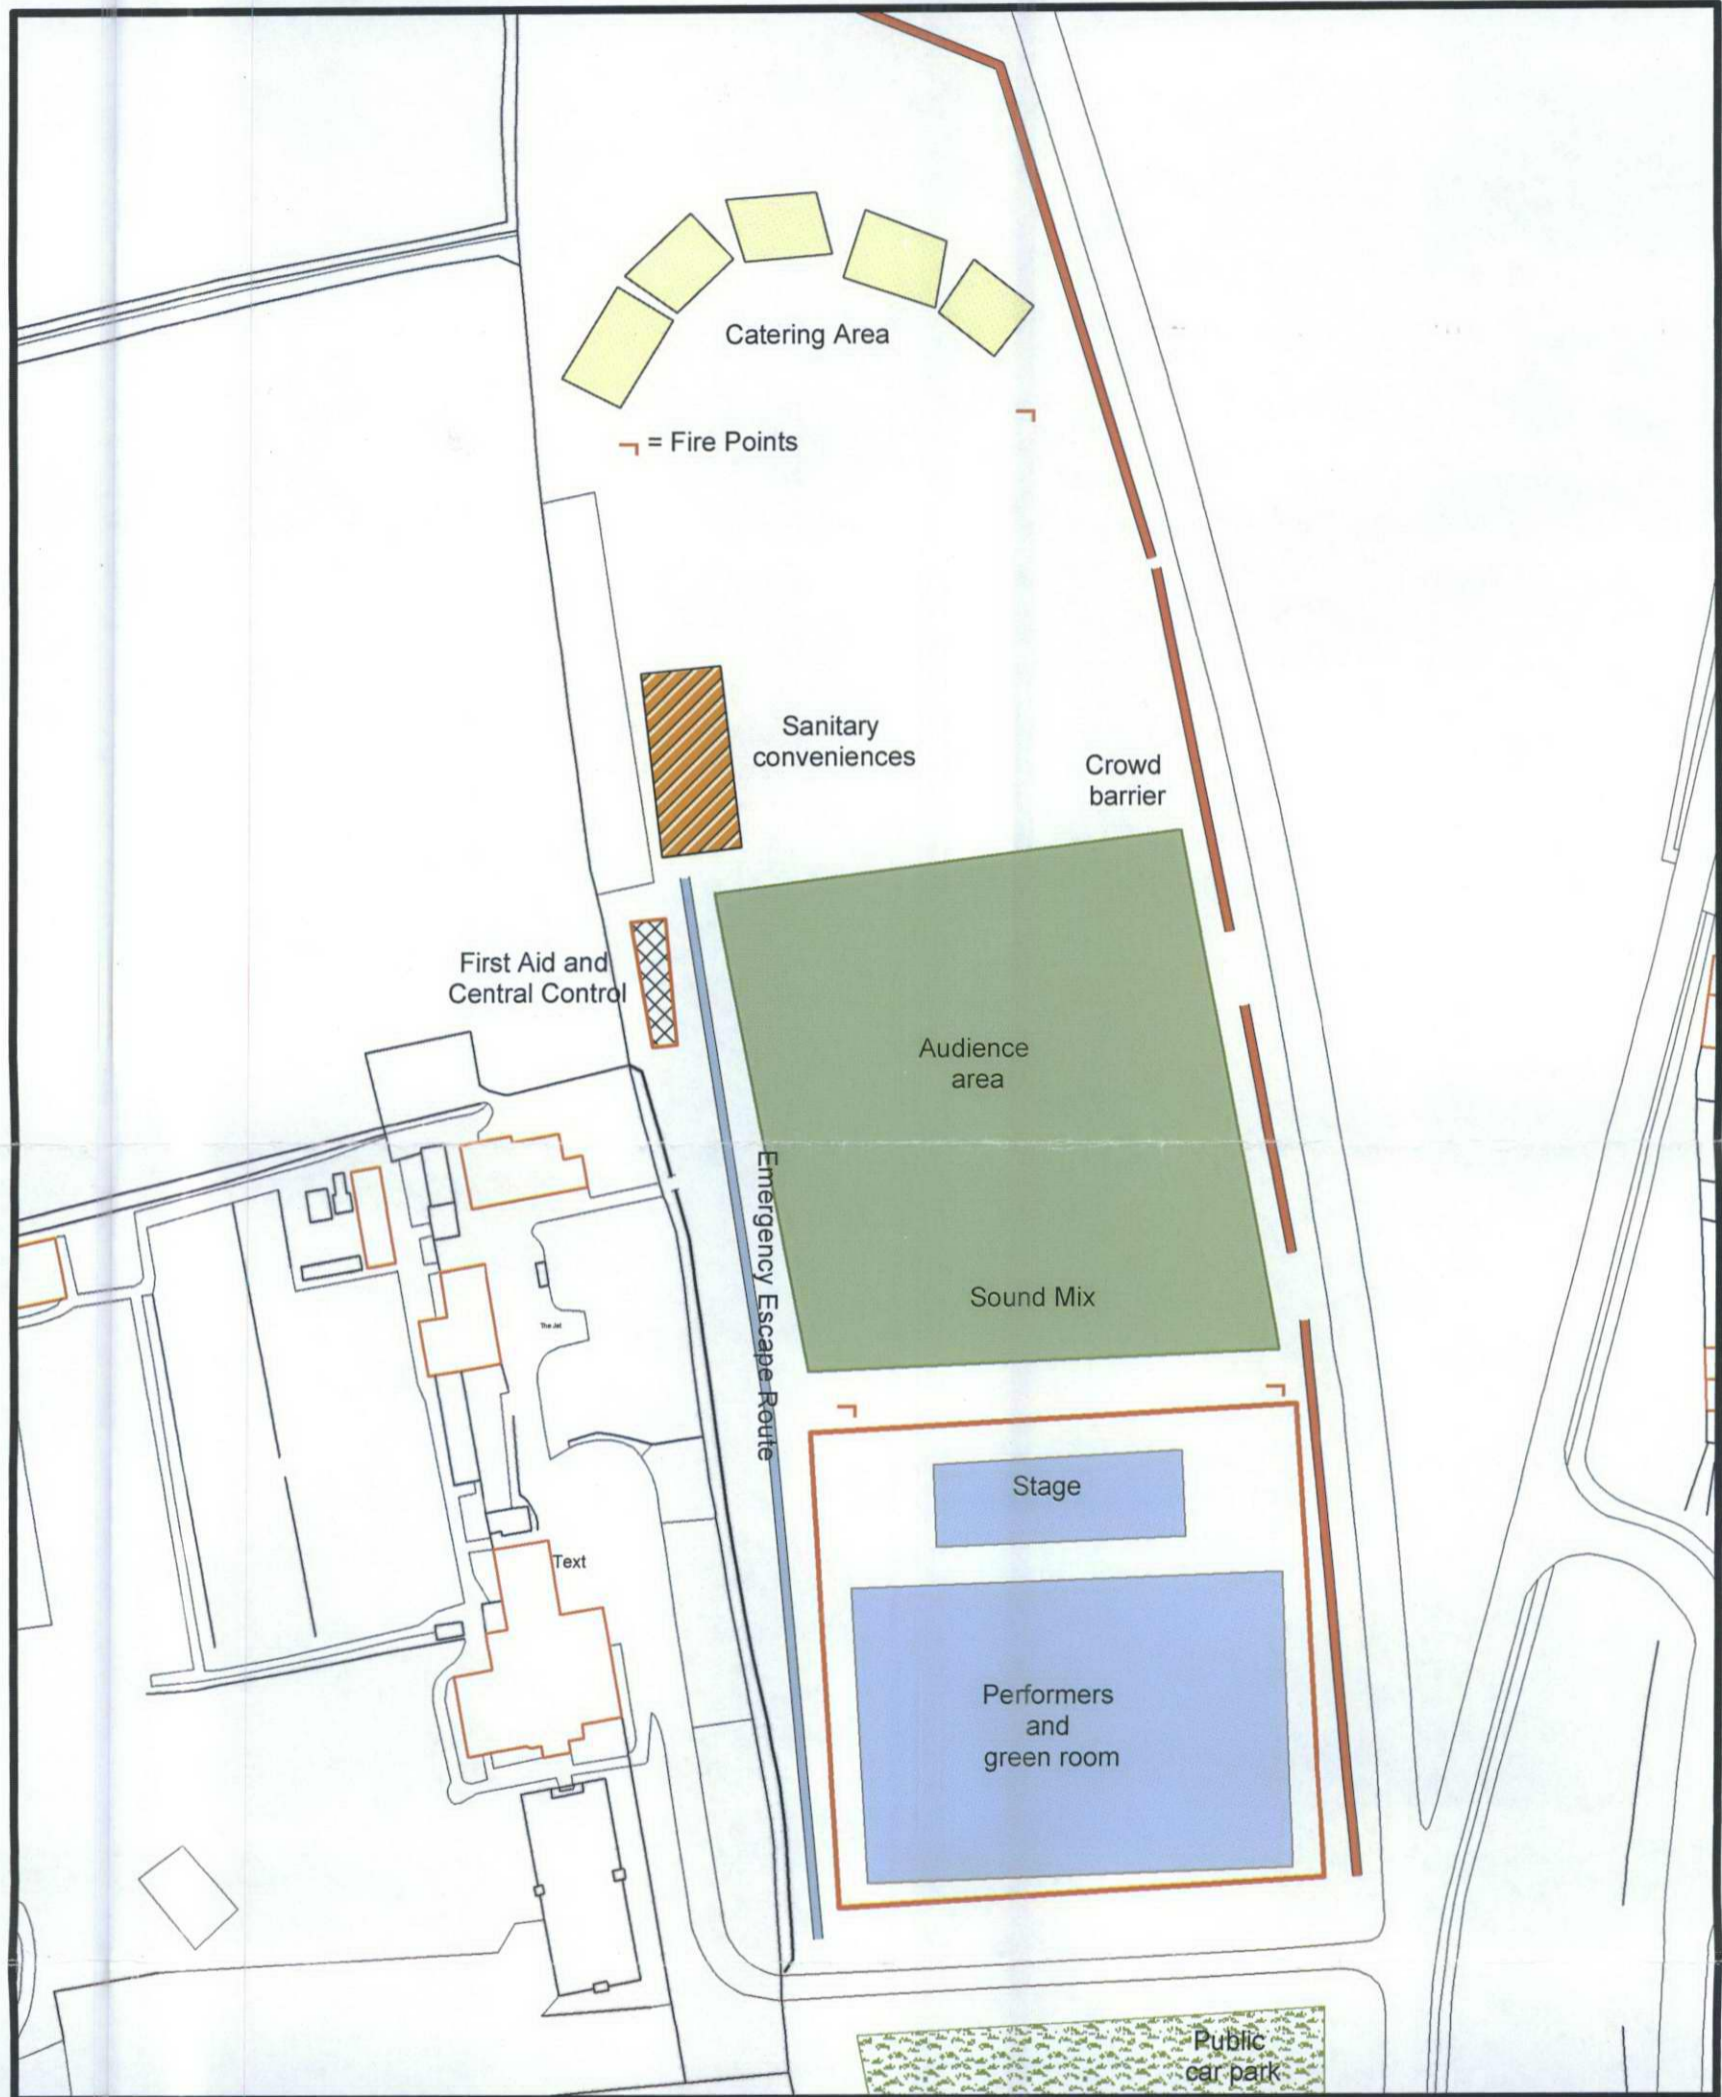 Catering Area
= Fire Points
Sanitary
conveniences
Crowd
barrier
First Aid and
Central Control
Audience
area
Emergency Escape Route
Sound Mix
Stage
Text
Performers
and
green room
Public
car park